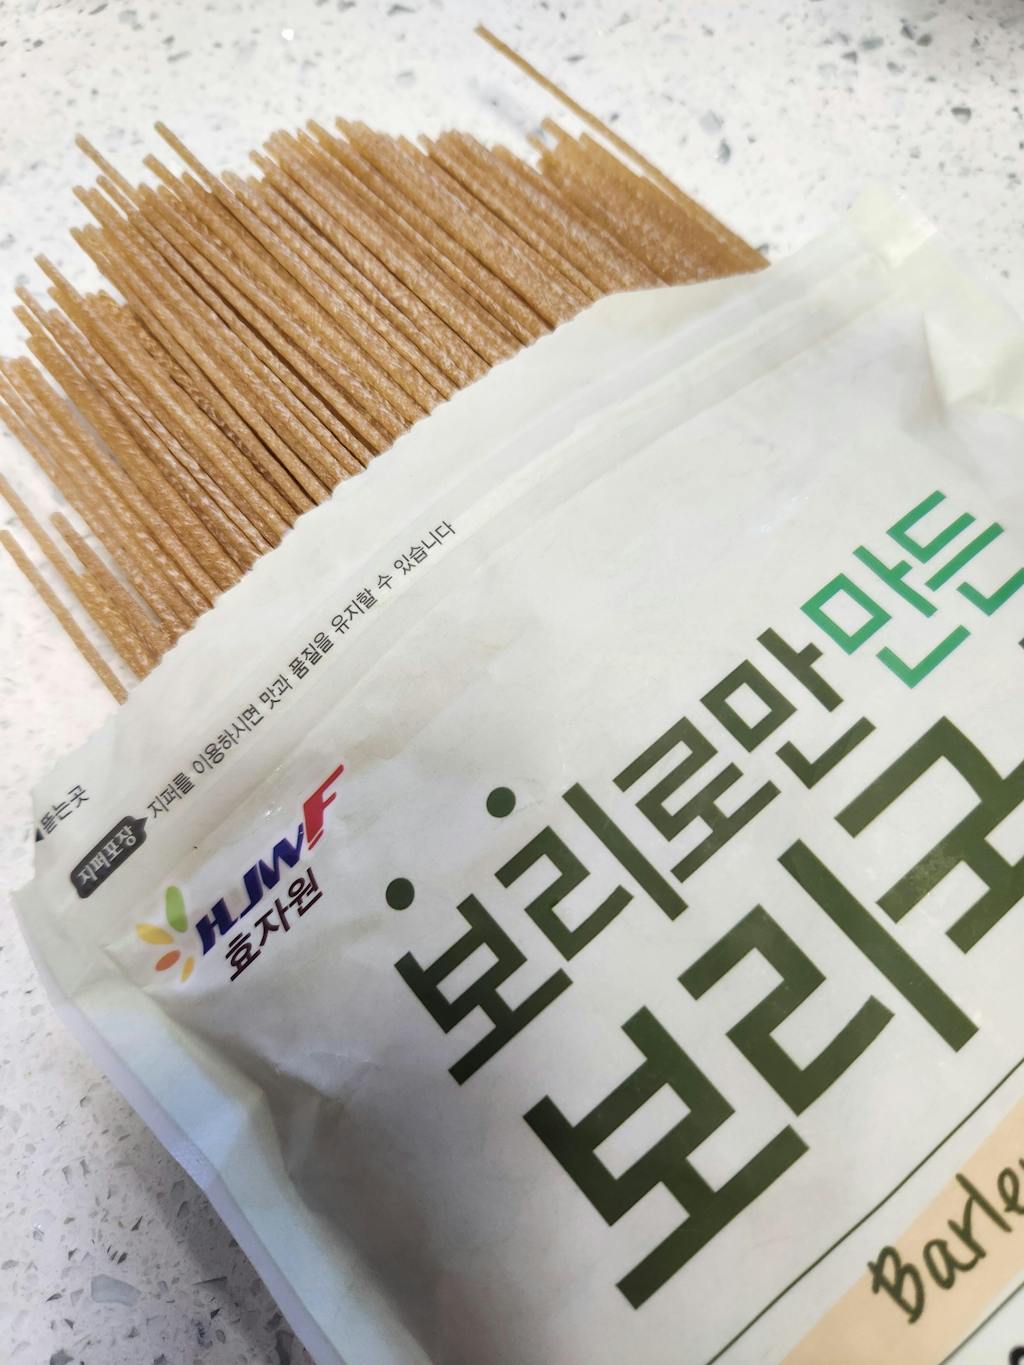 뜯는곳
지퍼포장 지퍼를 이용하시면 맛과 품질을 유지할 수 있습니다
HJWF
효자원
보리로만 만든
보리